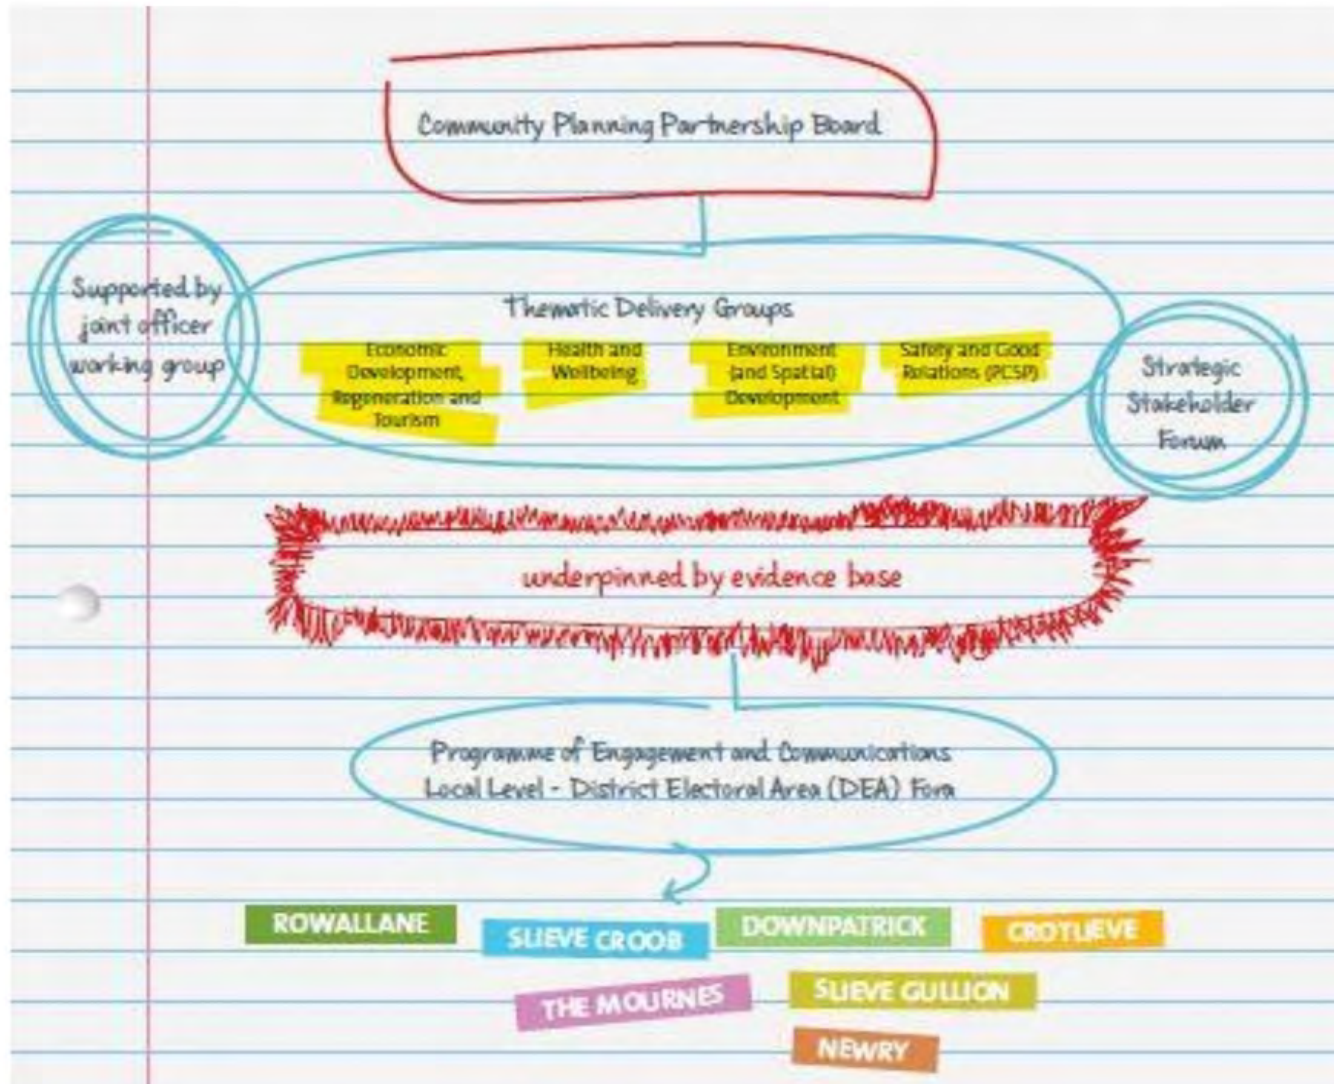 Community Planning Partnership Board
Supported by
joint officer
working group
Thematic Delivery Groups
Economic
Development,
Regeneration and
Tourism
Health and
Wellbeing
Environment
(and Spatial)
Development
Safety and Good
Relations (PCSP)
Strategic
Stakeholder
Forum
underpinned by evidence base
Programme of Engagement and Communications
Local Level - District Electoral Area (DEA) Fora
ROWALLANE
SLIEVE CROOB
DOWNPATRICK
CROTLIEVE
THE MOURNES
SLIEVE GULLION
NEWRY